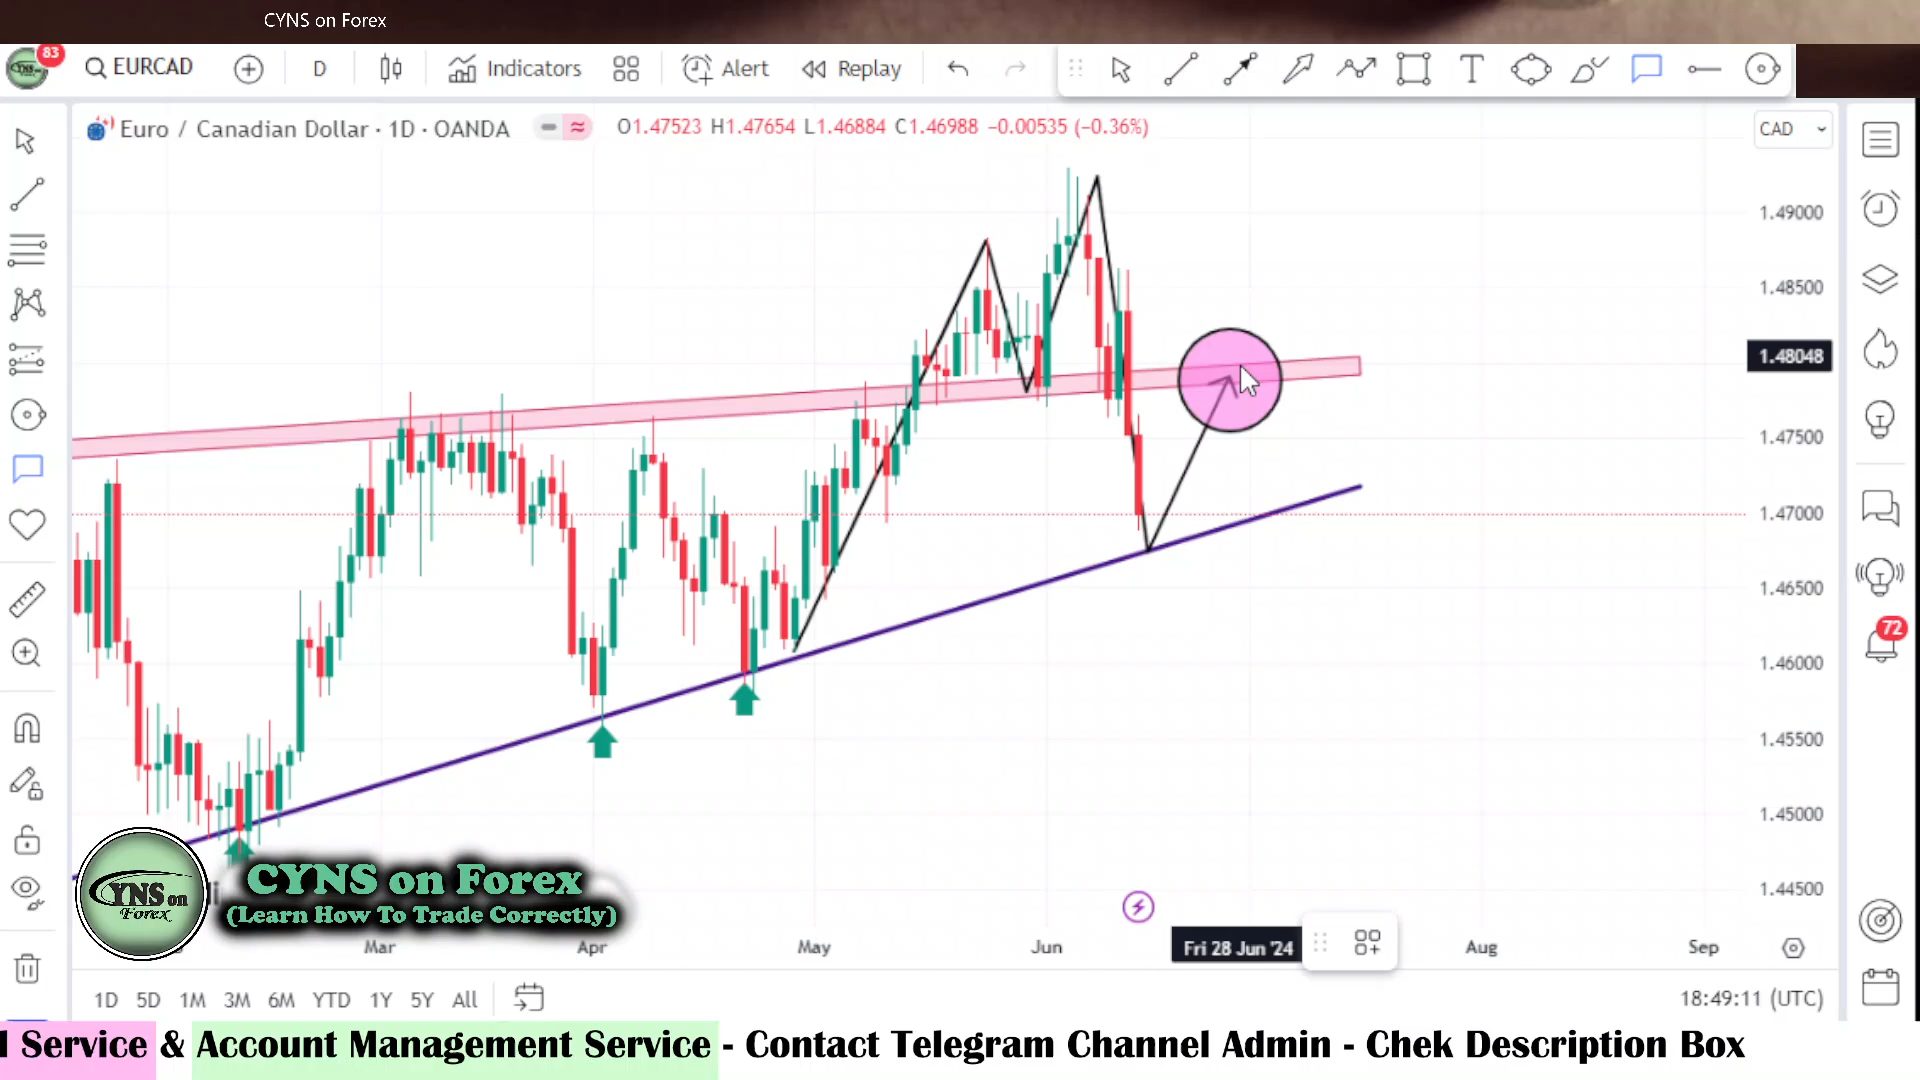 CYNS on Forex
83
EURCAD
D
Indicators
Alert
Replay
Euro / Canadian Dollar · 1D · OANDA
O1.47523 H1.47654 L1.46884 C1.46988 −0.00535 (−0.36%)
CAD
1.49000
1.48500
1.48048
1.47500
1.47000
1.46500
1.46000
1.45500
1.45000
1.44500
72
CYNS on Forex
CYNS on Forex
(Learn How To Trade Correctly)
Mar
Apr
May
Jun
Fri 28 Jun '24
Aug
Sep
1D 5D 1M 3M 6M YTD 1Y 5Y All
18:49:11 (UTC)
Service & Account Management Service - Contact Telegram Channel Admin - Chek Description Box